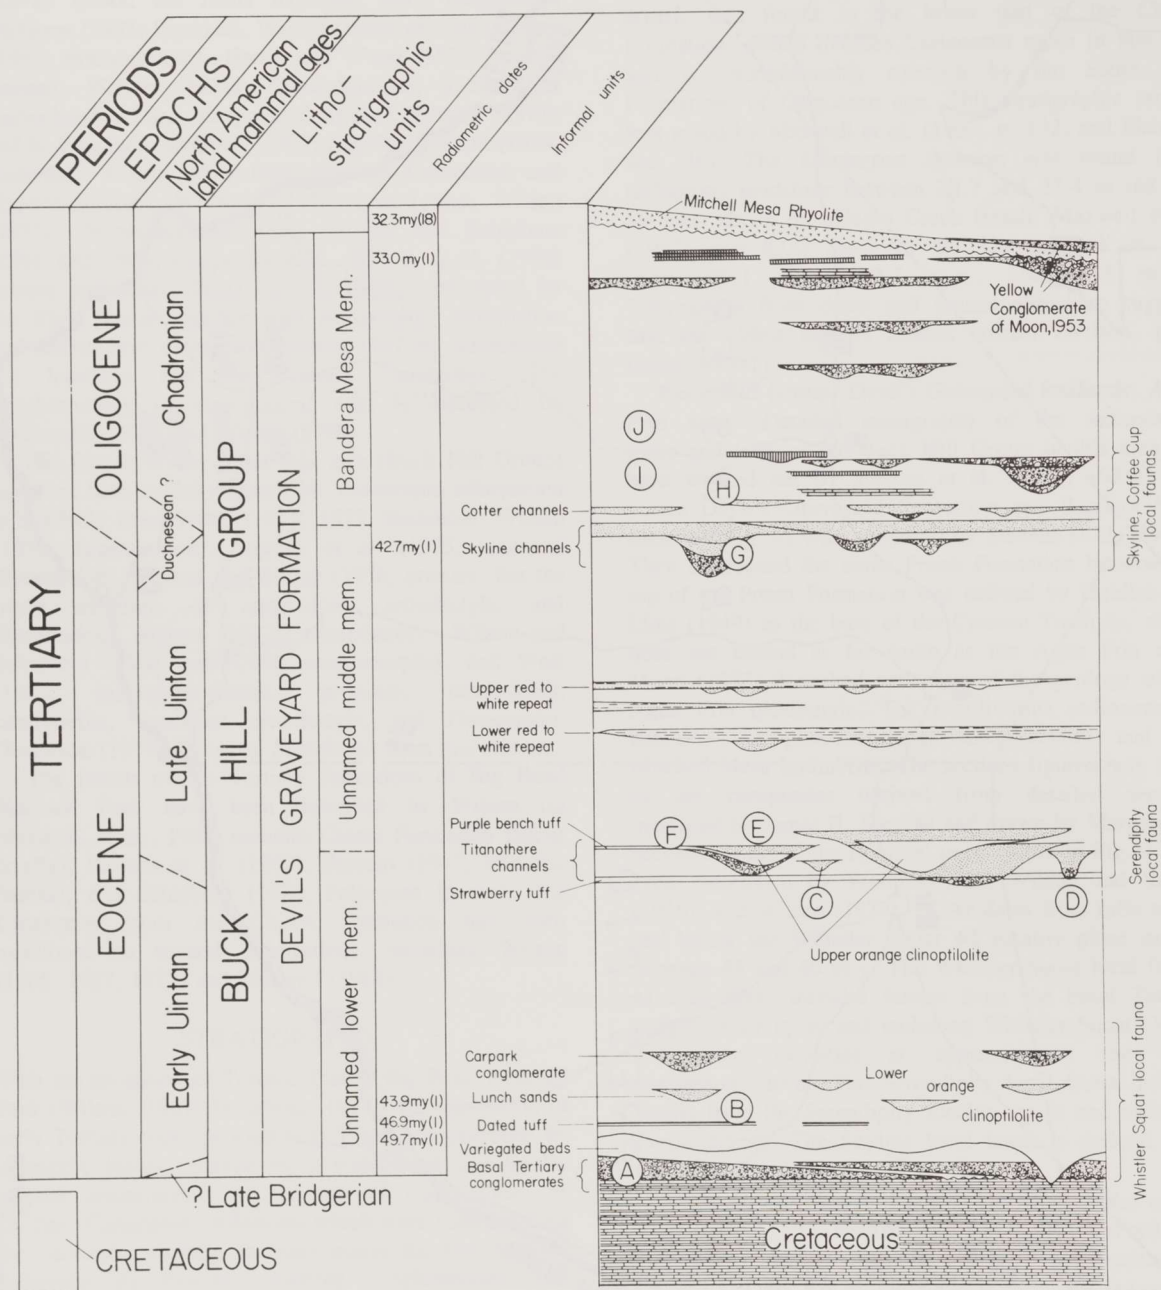 PERIODS
EPOCHS
North American
land mammal ages
Litho-
stratigraphic
units
Radiometric dates
Informal units
TERTIARY
OLIGOCENE
EOCENE
Chadronian
Duchnesean ?
Late Uintan
Early Uintan
? Late Bridgerian
BUCK HILL GROUP
DEVIL'S GRAVEYARD FORMATION
Bandera Mesa Mem.
Unnamed middle mem.
Unnamed lower mem.
32.3my(18)
33.0my(1)
42.7my(1)
43.9my(1)
46.9my(1)
49.7my(1)
Mitchell Mesa Rhyolite
Yellow
Conglomerate
of Moon,1953
J
I
H
Cotter channels
Skyline channels
G
Skyline, Coffee Cup
local faunas
Upper red to
white repeat
Lower red to
white repeat
Purple bench tuff
F
E
Titanothere
channels
Strawberry tuff
C
D
Serendipity
local fauna
Upper orange clinoptilolite
Carpark
conglomerate
Lunch sands
B
Lower
orange
clinoptilolite
Dated tuff
Variegated beds
Basal Tertiary
conglomerates
A
Whistler Squat local fauna
Cretaceous
CRETACEOUS